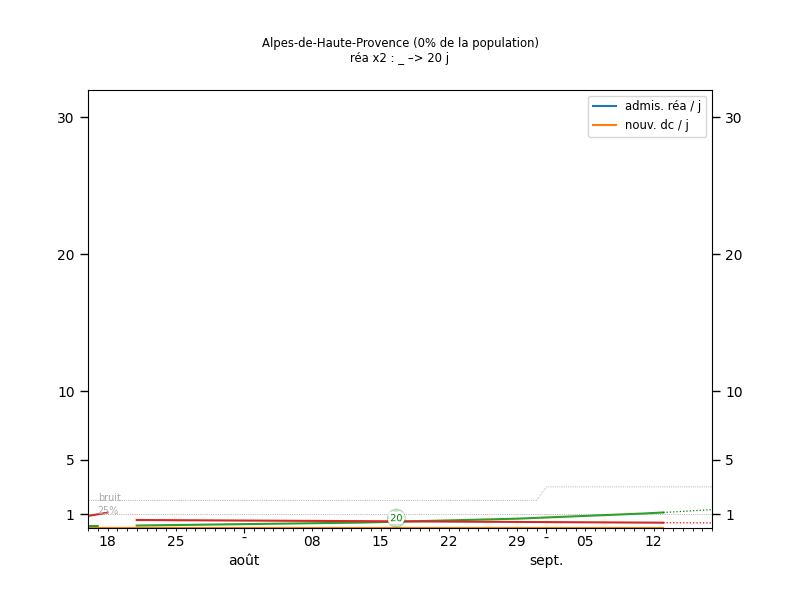 Alpes-de-Haute-Provence (0% de la population)
réa x2 : _ –> 20 j
admis. réa / j
nouv. dc / j
30 30
20 20
10 10
5 5
bruit
25%
20
1 1
18 25 - 08 15 22 29 - 05 12
août sept.